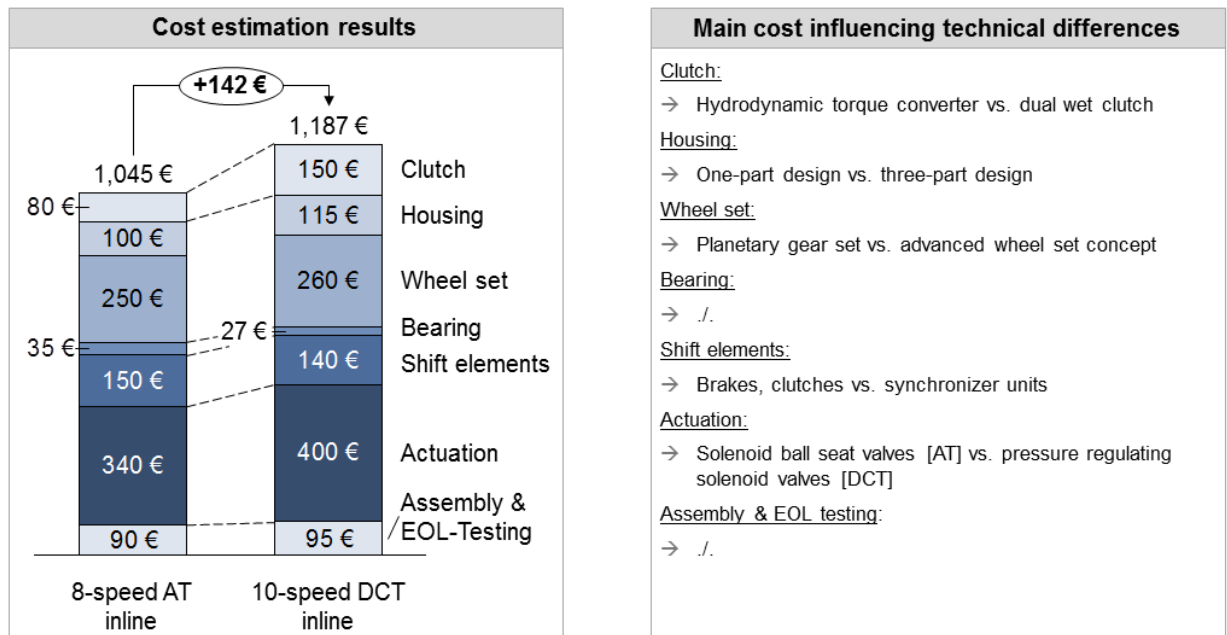 Cost estimation results
+142 €
1,045 €
1,187 €
80 €
100 €
250 €
35 €
150 €
340 €
90 €
150 €
115 €
260 €
27 €
140 €
400 €
95 €
Clutch
Housing
Wheel set
Bearing
Shift elements
Actuation
Assembly &
EOL-Testing
8-speed AT
inline
10-speed DCT
inline
Main cost influencing technical differences
Clutch:
→ Hydrodynamic torque converter vs. dual wet clutch
Housing:
→ One-part design vs. three-part design
Wheel set:
→ Planetary gear set vs. advanced wheel set concept
Bearing:
→ ./.
Shift elements:
→ Brakes, clutches vs. synchronizer units
Actuation:
→ Solenoid ball seat valves [AT] vs. pressure regulating
solenoid valves [DCT]
Assembly & EOL testing:
→ ./.